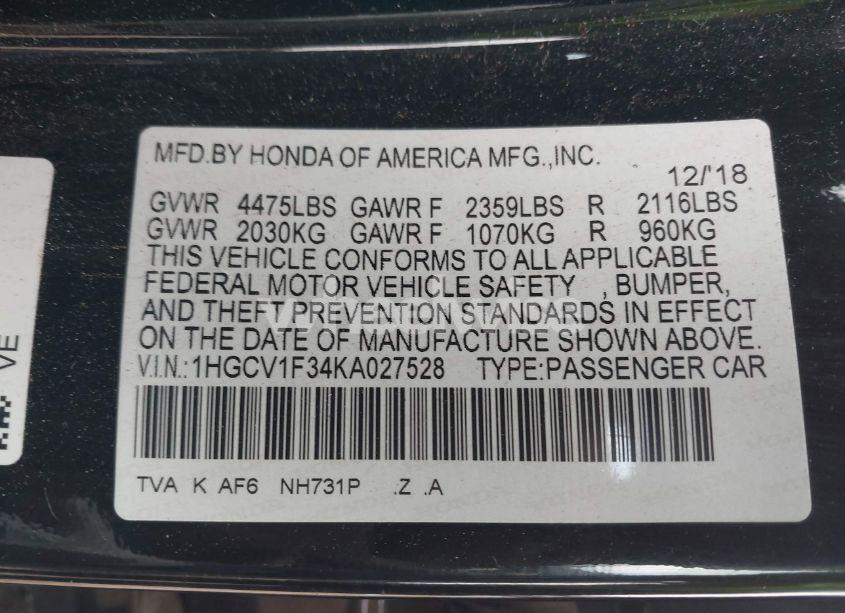 MFD.BY HONDA OF AMERICA MFG.,INC.
12/'18
GVWR 4475LBS GAWR F 2359LBS R 2116LBS
GVWR 2030KG GAWR F 1070KG R 960KG
THIS VEHICLE CONFORMS TO ALL APPLICABLE
FEDERAL MOTOR VEHICLE SAFETY , BUMPER,
AND THEFT PREVENTION STANDARDS IN EFFECT
ON THE DATE OF MANUFACTURE SHOWN ABOVE.
V.I.N.:1HGCV1F34KA027528 TYPE:PASSENGER CAR
TVA K AF6 NH731P .Z .A
VE